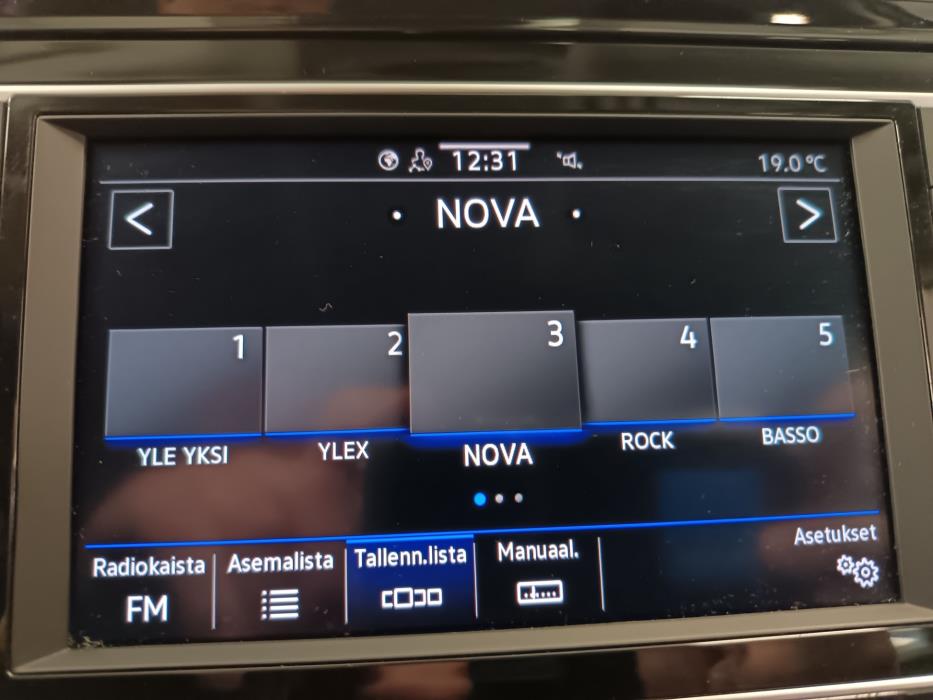 12:31
19.0 °C
<
• NOVA •
>
1
2
3
4
5
YLE YKSI
YLEX
NOVA
ROCK
BASSO
Radiokaista
FM
Asemalista
Tallenn.lista
Manuaal.
Asetukset